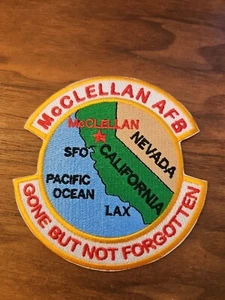 McCLELLAN AFB
McCLELLAN
SFO
NEVADA
CALIFORNIA
PACIFIC
OCEAN
LAX
GONE BUT NOT FORGOTTEN